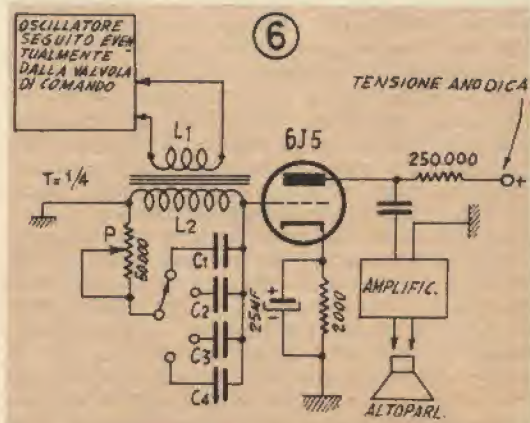 6
OSCILLATORE
SEGUITO EVEN-
TUALMENTE
DALLA VALVOLA
DI COMANDO
TENSIONE ANODICA
L1
6J5
250.000
+
T=1/4
L2
P
50.000
C1
C2
C3
C4
25MF
+
-
2000
AMPLIFIC.
ALTOPARL.